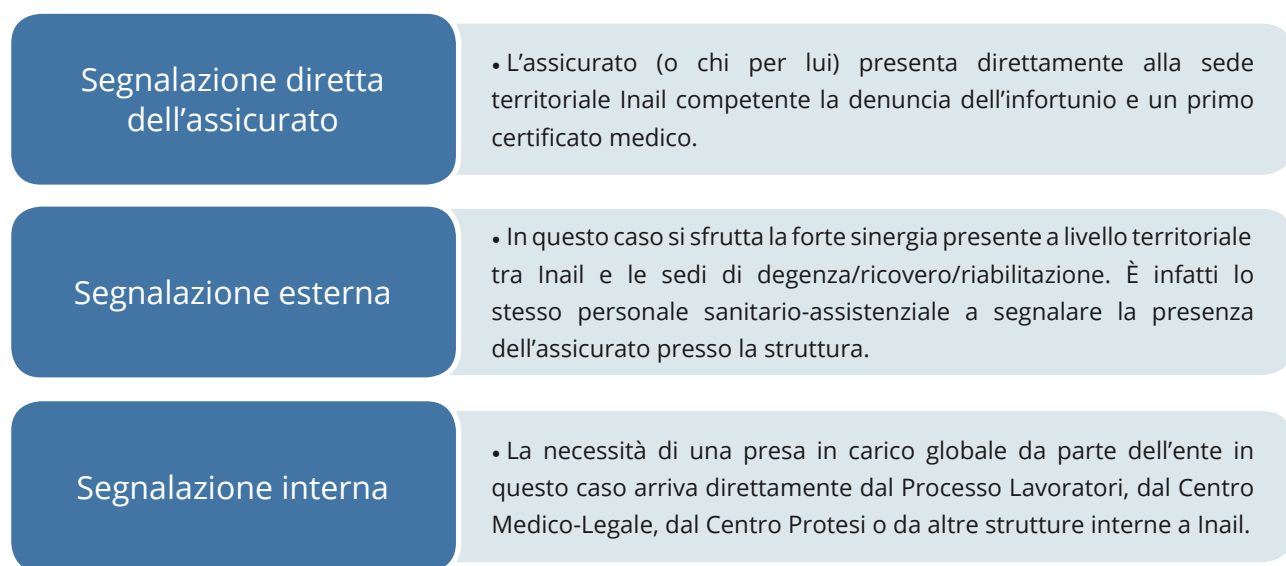 Segnalazione diretta
dell’assicurato
• L’assicurato (o chi per lui) presenta direttamente alla sede
territoriale Inail competente la denuncia dell’infortunio e un primo
certificato medico.
Segnalazione esterna
• In questo caso si sfrutta la forte sinergia presente a livello territoriale
tra Inail e le sedi di degenza/ricovero/riabilitazione. È infatti lo
stesso personale sanitario-assistenziale a segnalare la presenza
dell’assicurato presso la struttura.
Segnalazione interna
• La necessità di una presa in carico globale da parte dell’ente in
questo caso arriva direttamente dal Processo Lavoratori, dal Centro
Medico-Legale, dal Centro Protesi o da altre strutture interne a Inail.